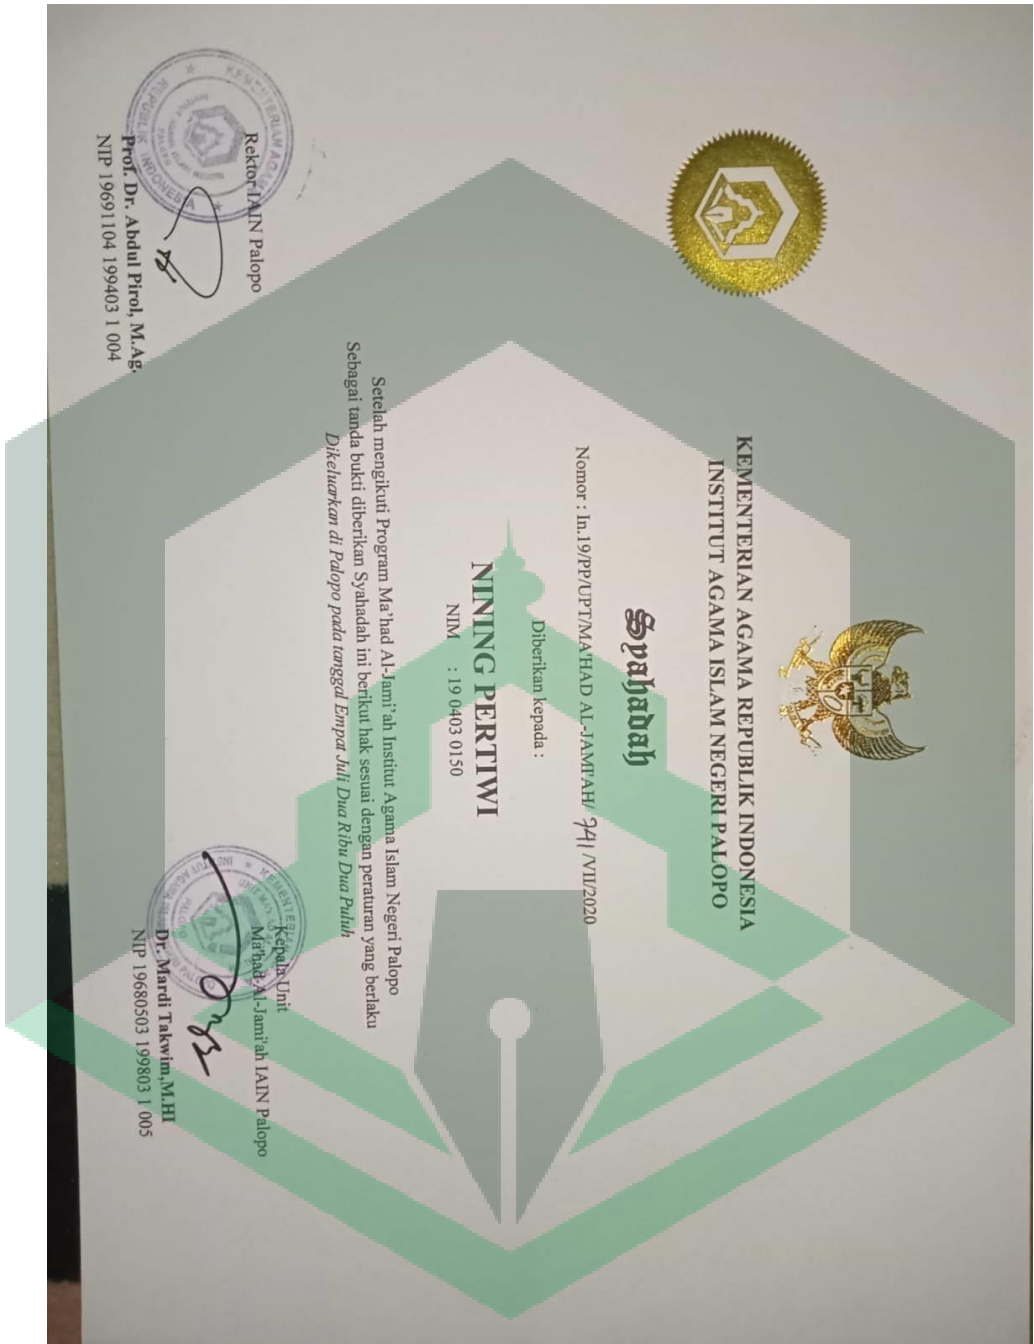 KEMENTERIAN AGAMA REPUBLIK INDONESIA
INSTITUT AGAMA ISLAM NEGERI PALOPO
Syahadah
Nomor : In.19/PP/UPT/MA'HAD AL-JAMI'AH/ 741 /VII/2020
Diberikan kepada :
NINING PERTIWI
NIM : 19 0403 0150
Setelah mengikuti Program Ma'had Al-Jami'ah Institut Agama Islam Negeri Palopo
Sebagai tanda bukti diberikan Syahadah ini berikut hak sesuai dengan peraturan yang berlaku
Dikeluarkan di Palopo pada tanggal Empat Juli Dua Ribu Dua Puluh
Rektor IAIN Palopo
KEMENTERIAN AGAMA
REPUBLIK INDONESIA
Prof. Dr. Abdul Pirol, M.Ag.
NIP 19691104 199403 1 004
Kepala Unit
Ma'had Al-Jami'ah IAIN Palopo
KEMENTERIAN
Dr. Mardi Takwim,M.HI
NIP 19680503 199803 1 005